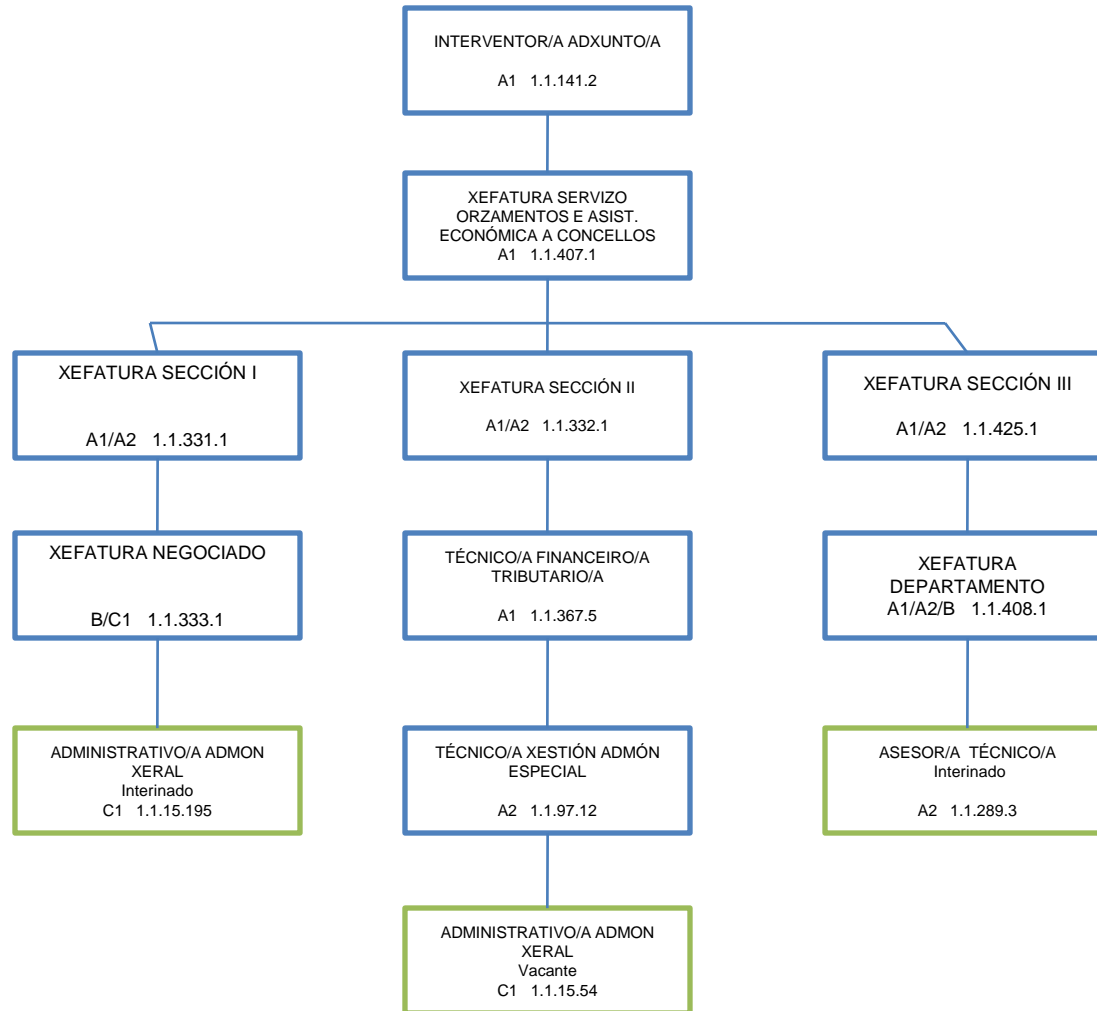 INTERVENTOR/A ADXUNTO/A
A1 1.1.141.2
XEFATURA SERVIZO
ORZAMENTOS E ASIST.
ECONÓMICA A CONCELLOS
A1 1.1.407.1
XEFATURA SECCIÓN I
A1/A2 1.1.331.1
XEFATURA SECCIÓN II
A1/A2 1.1.332.1
XEFATURA SECCIÓN III
A1/A2 1.1.425.1
XEFATURA NEGOCIADO
B/C1 1.1.333.1
TÉCNICO/A FINANCEIRO/A
TRIBUTARIO/A
A1 1.1.367.5
XEFATURA
DEPARTAMENTO
A1/A2/B 1.1.408.1
ADMINISTRATIVO/A ADMON
XERAL
Interinado
C1 1.1.15.195
TÉCNICO/A XESTIÓN ADMÓN
ESPECIAL
A2 1.1.97.12
ASESOR/A TÉCNICO/A
Interinado
A2 1.1.289.3
ADMINISTRATIVO/A ADMON
XERAL
Vacante
C1 1.1.15.54